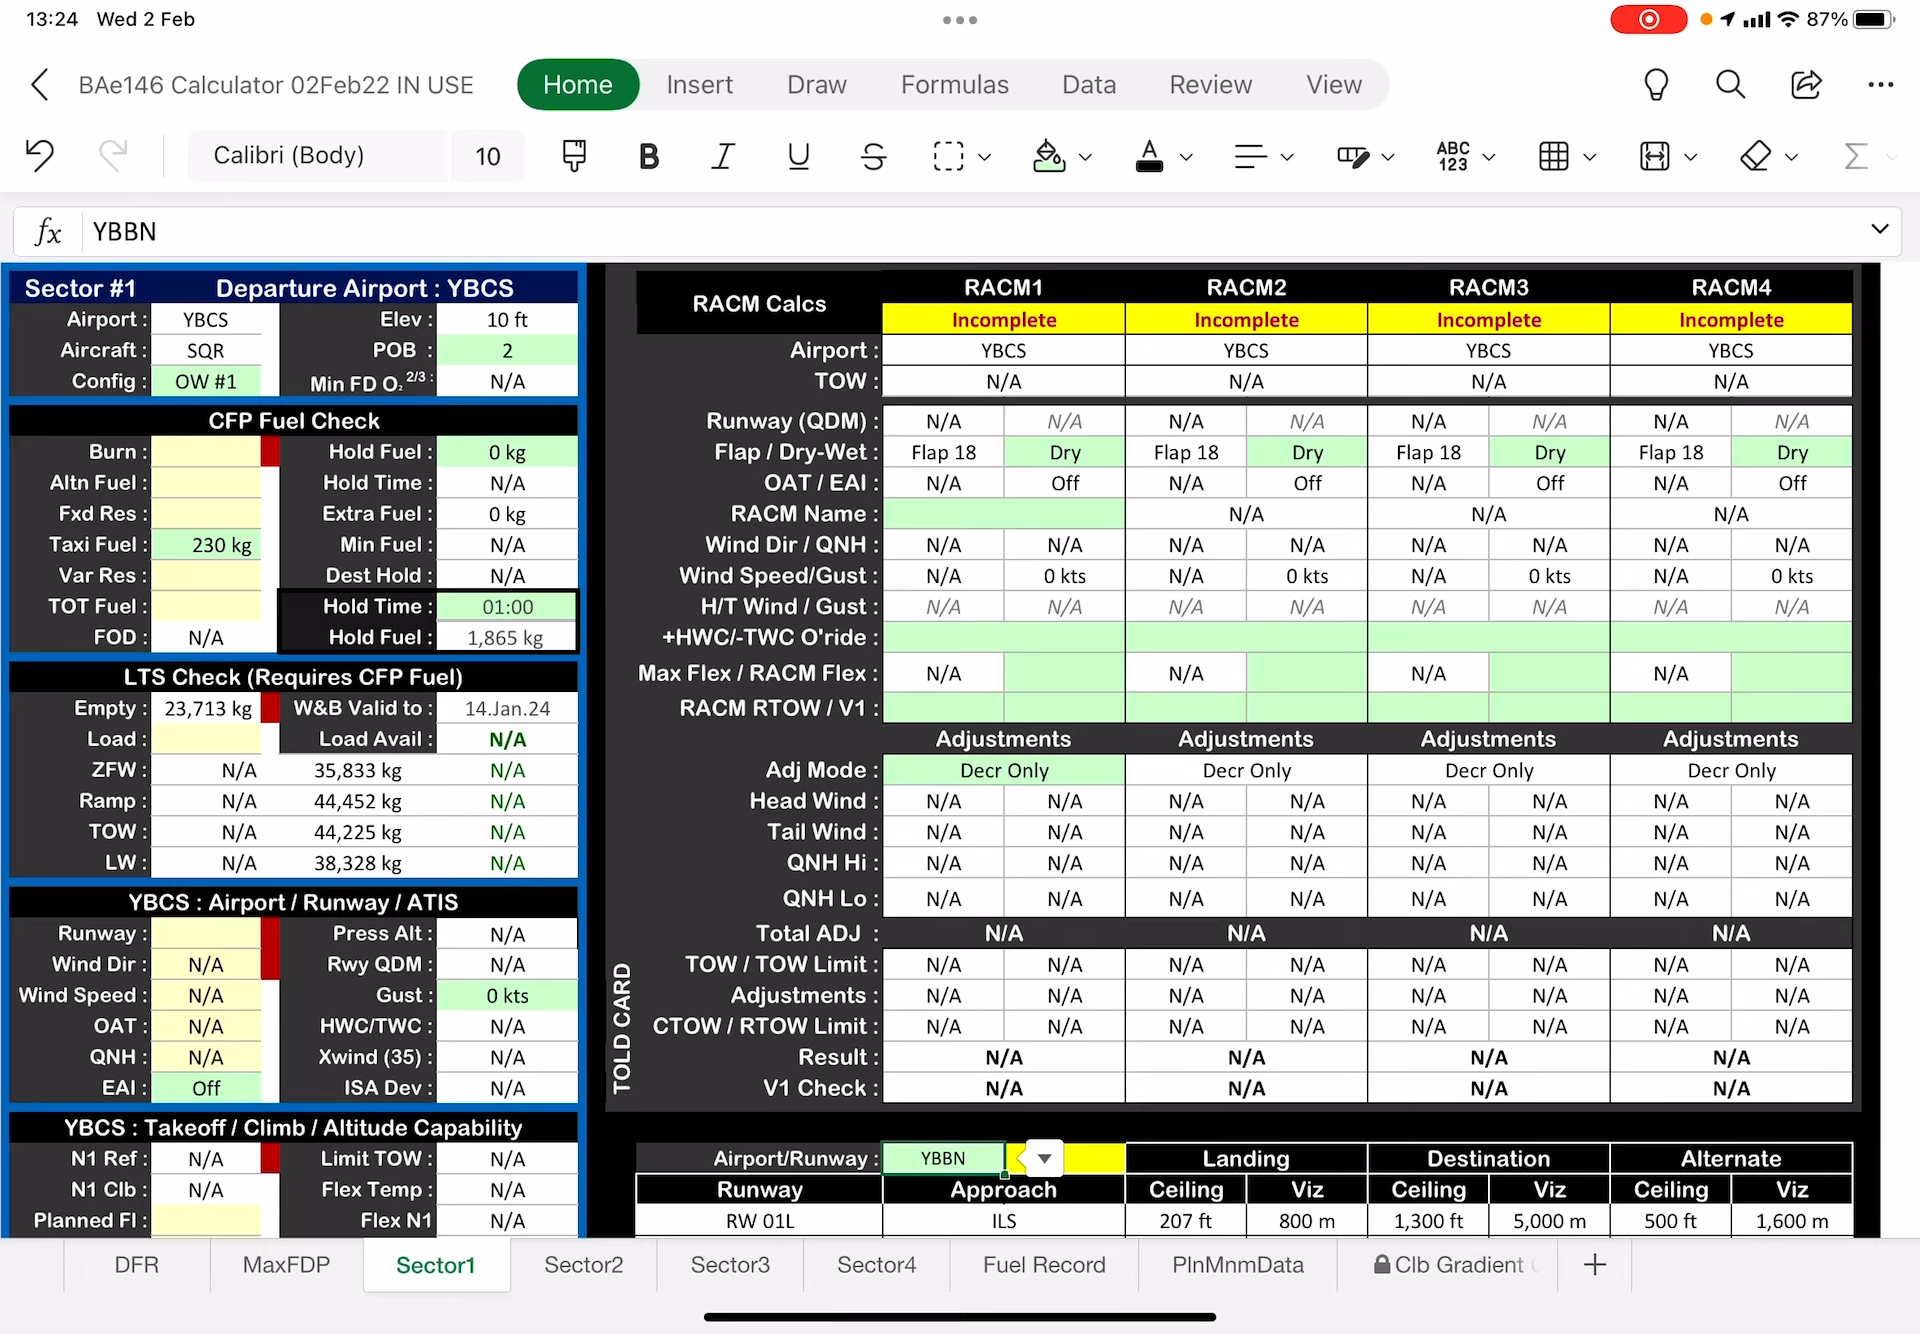 13:24 Wed 2 Feb
87%
BAe146 Calculator 02Feb22 IN USE
Home Insert Draw Formulas Data Review View
Calibri (Body) 10 B I U S A ABC 123 Σ
fx YBBN
Sector #1 Departure Airport : YBCS
Airport : YBCS Elev : 10 ft
Aircraft : SQR POB : 2
Config : OW #1 Min FD O₂ 2/3 : N/A
CFP Fuel Check
Burn : Hold Fuel : 0 kg
Altn Fuel : Hold Time : N/A
Fxd Res : Extra Fuel : 0 kg
Taxi Fuel : 230 kg Min Fuel : N/A
Var Res : Dest Hold : N/A
TOT Fuel : Hold Time : 01:00
FOD : N/A Hold Fuel : 1,865 kg
LTS Check (Requires CFP Fuel)
Empty : 23,713 kg W&B Valid to : 14.Jan.24
Load : Load Avail : N/A
ZFW : N/A 35,833 kg N/A
Ramp : N/A 44,452 kg N/A
TOW : N/A 44,225 kg N/A
LW : N/A 38,328 kg N/A
YBCS : Airport / Runway / ATIS
Runway : Press Alt : N/A
Wind Dir : N/A Rwy QDM : N/A
Wind Speed : N/A Gust : 0 kts
OAT : N/A HWC/TWC : N/A
QNH : N/A Xwind (35) : N/A
EAI : Off ISA Dev : N/A
YBCS : Takeoff / Climb / Altitude Capability
N1 Ref : N/A Limit TOW : N/A
N1 Clb : N/A Flex Temp : N/A
Planned Fl : Flex N1 N/A
RACM Calcs RACM1 RACM2 RACM3 RACM4
Incomplete Incomplete Incomplete Incomplete
Airport : YBCS YBCS YBCS YBCS
TOW : N/A N/A N/A N/A
Runway (QDM) : N/A N/A N/A N/A N/A N/A N/A N/A
Flap / Dry-Wet : Flap 18 Dry Flap 18 Dry Flap 18 Dry Flap 18 Dry
OAT / EAI : N/A Off N/A Off N/A Off N/A Off
RACM Name : N/A N/A N/A
Wind Dir / QNH : N/A N/A N/A N/A N/A N/A N/A N/A
Wind Speed/Gust : N/A 0 kts N/A 0 kts N/A 0 kts N/A 0 kts
H/T Wind / Gust : N/A N/A N/A N/A N/A N/A N/A N/A
+HWC/-TWC O'ride :
Max Flex / RACM Flex : N/A N/A N/A N/A
RACM RTOW / V1 :
Adjustments Adjustments Adjustments Adjustments
Adj Mode : Decr Only Decr Only Decr Only Decr Only
Head Wind : N/A N/A N/A N/A N/A N/A N/A N/A
Tail Wind : N/A N/A N/A N/A N/A N/A N/A N/A
QNH Hi : N/A N/A N/A N/A N/A N/A N/A N/A
QNH Lo : N/A N/A N/A N/A N/A N/A N/A N/A
Total ADJ : N/A N/A N/A N/A
TOLD CARD
TOW / TOW Limit : N/A N/A N/A N/A N/A N/A N/A N/A
Adjustments : N/A N/A N/A N/A N/A N/A N/A N/A
CTOW / RTOW Limit : N/A N/A N/A N/A N/A N/A N/A N/A
Result : N/A N/A N/A N/A
V1 Check : N/A N/A N/A N/A
Airport/Runway : YBBN Landing Destination Alternate
Runway Approach Ceiling Viz Ceiling Viz Ceiling Viz
RW 01L ILS 207 ft 800 m 1,300 ft 5,000 m 500 ft 1,600 m
DFR MaxFDP Sector1 Sector2 Sector3 Sector4 Fuel Record PlnMnmData Clb Gradient